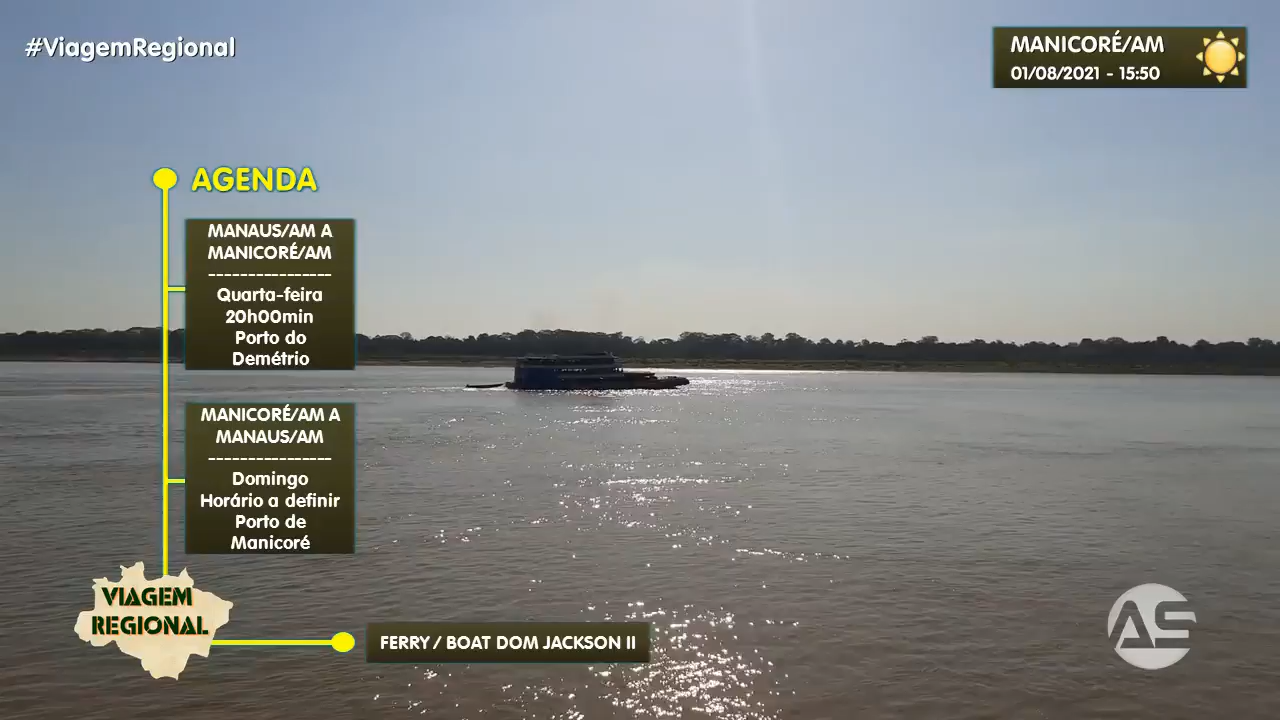 #ViagemRegional
MANICORÉ/AM
01/08/2021 - 15:50
AGENDA
MANAUS/AM A
MANICORÉ/AM
----------------
Quarta-feira
20h00min
Porto do
Demétrio
MANICORÉ/AM A
MANAUS/AM
----------------
Domingo
Horário a definir
Porto de
Manicoré
VIAGEM
REGIONAL
FERRY / BOAT DOM JACKSON II
AS